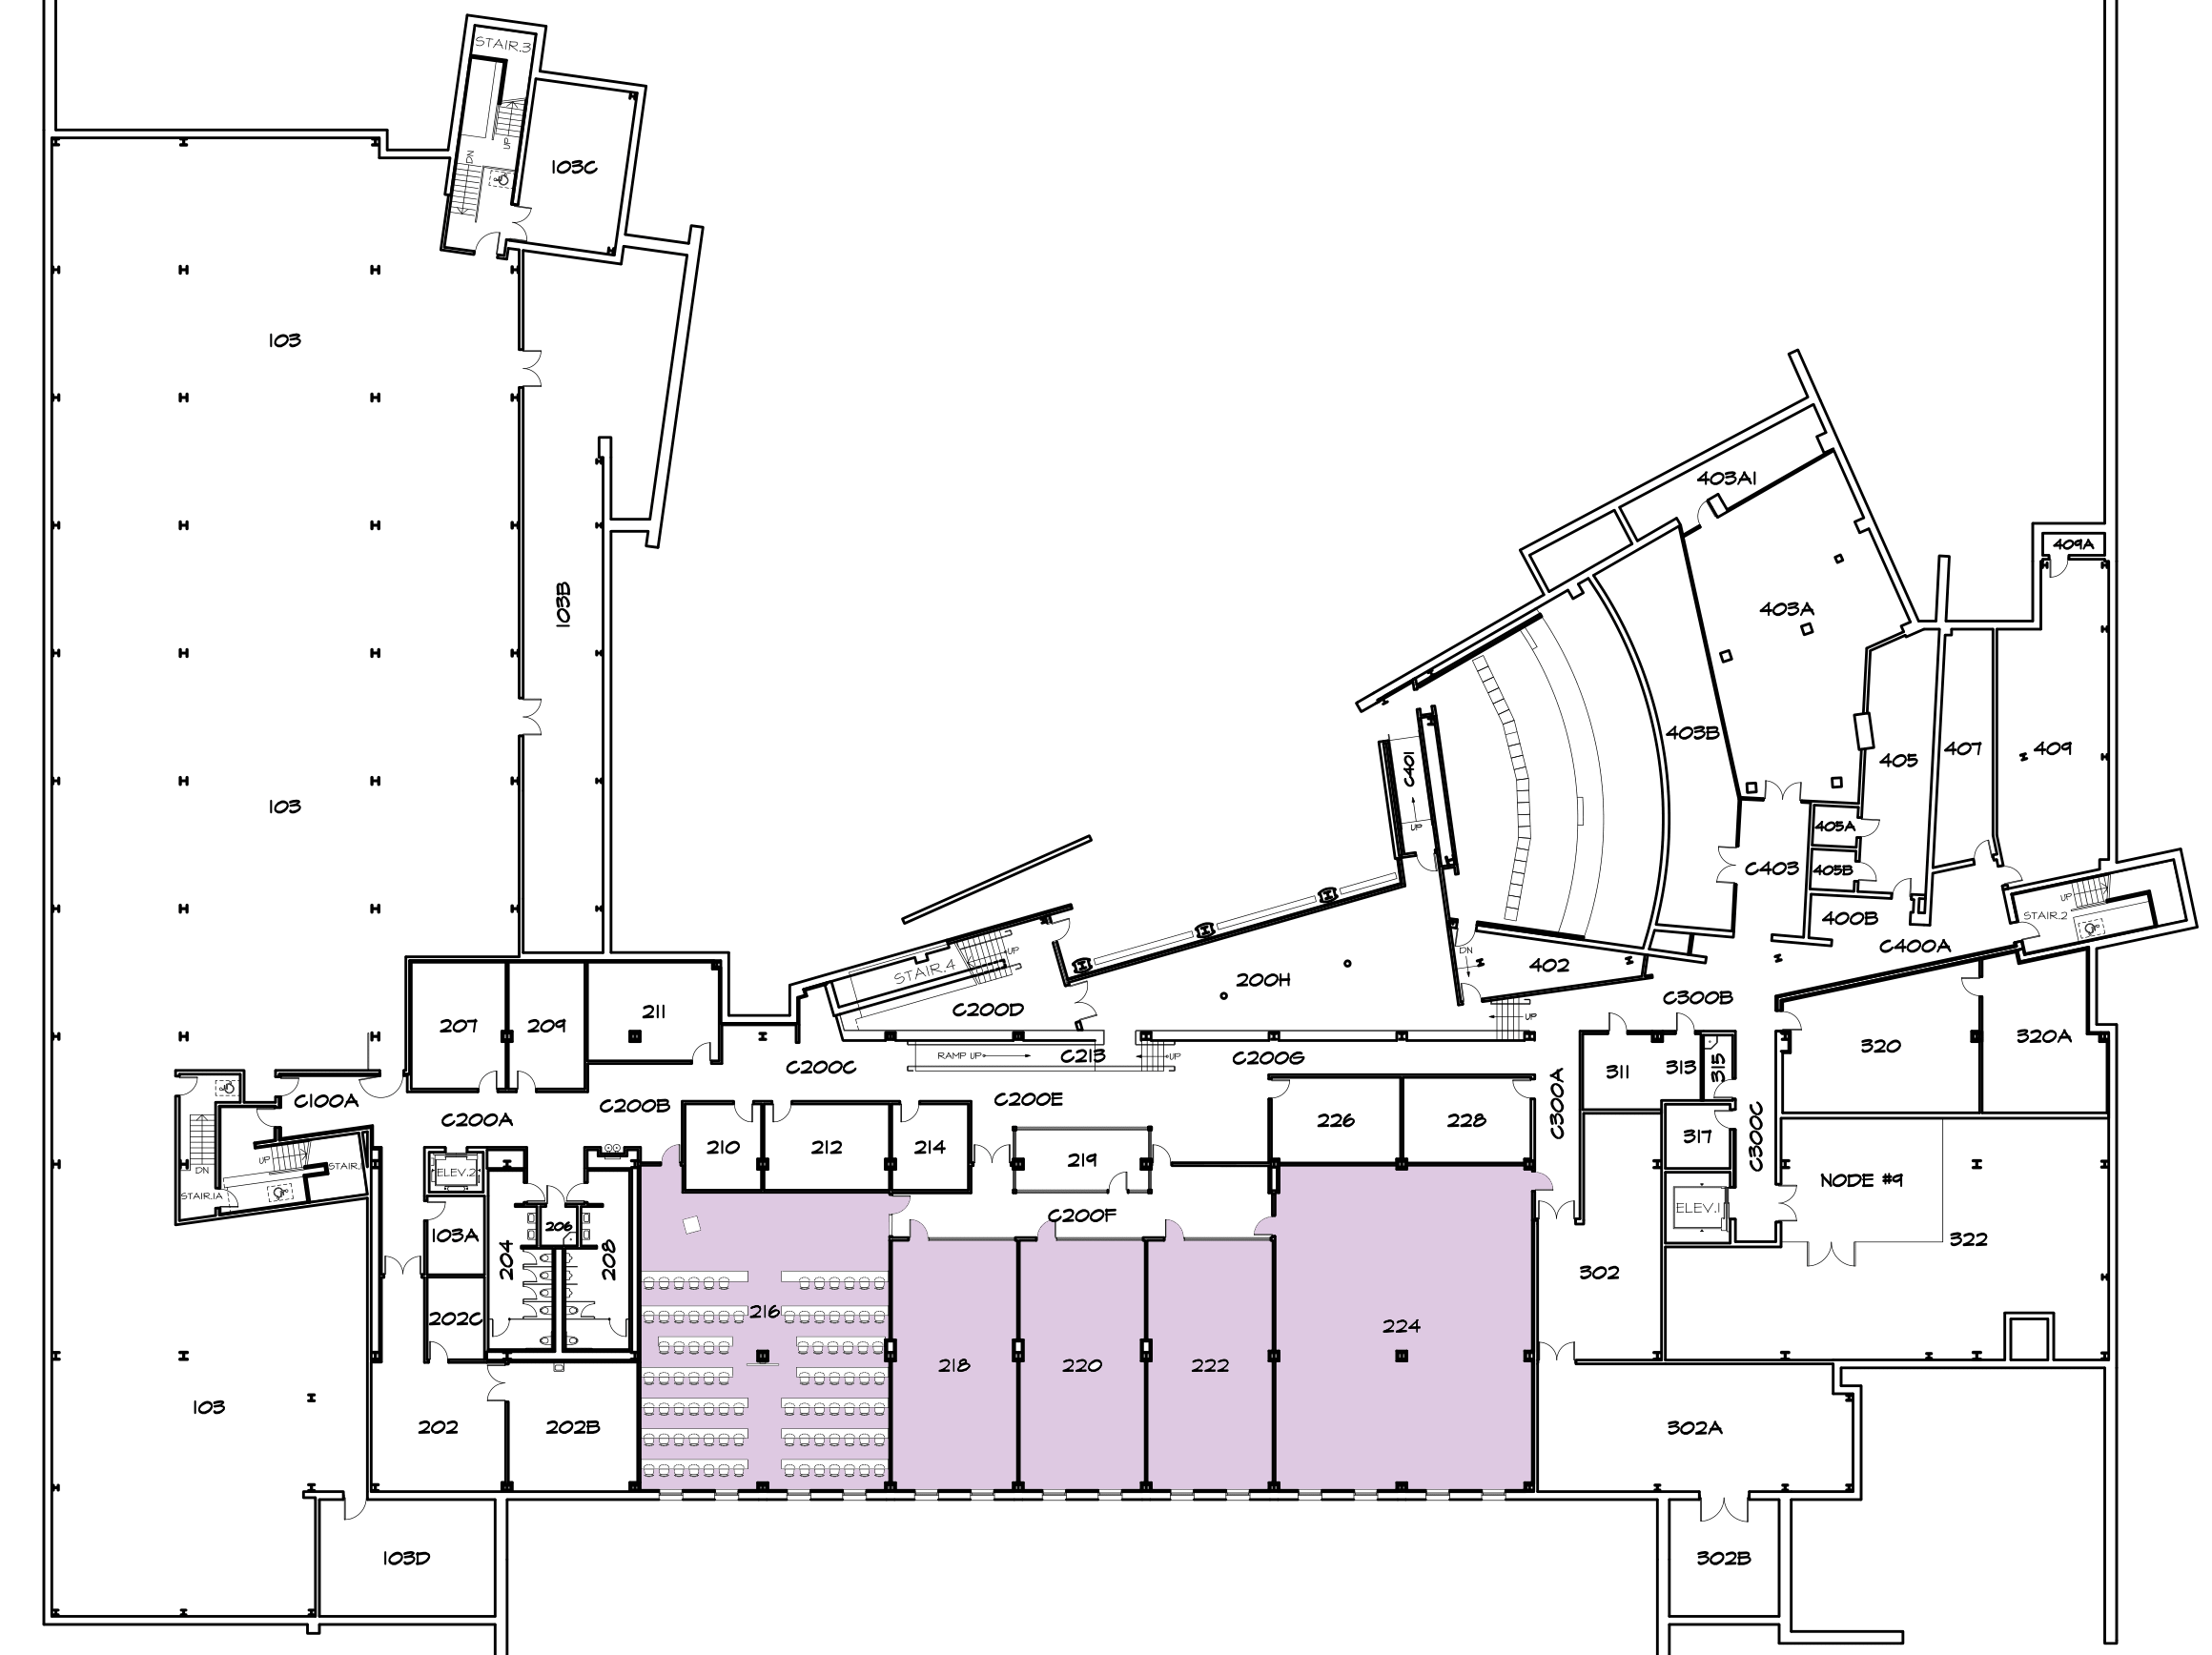 STAIR.3
DN
UP
103C
103
403A1
409A
103B
403A
403B
407
409
405
C401
UP
103
405A
C403
405B
UP
STAIR.2
400B
C400A
UP
STAIR.4
200H
DN
402
C300B
C200D
207
209
211
UP
RAMP UP
C213
UP
C200G
C200C
320
320A
311
313
315
C100A
C200A
C200B
C200E
C300A
C300C
210
212
214
219
226
228
317
DN
UP
STAIR.1
STAIR.1A
ELEV.2
NODE #9
103A
204
206
208
C200F
ELEV.1
322
302
202C
216
224
218
220
222
103
202
202B
302A
103D
302B